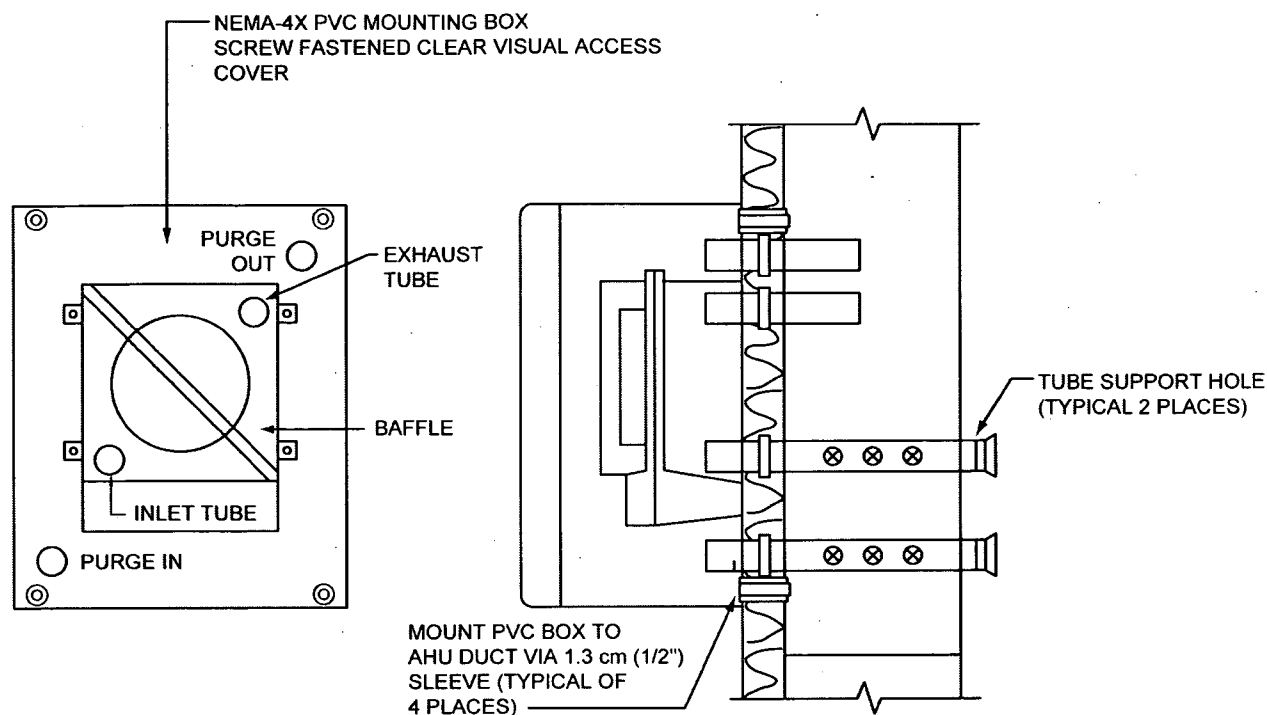 NEMA-4X PVC MOUNTING BOX
SCREW FASTENED CLEAR VISUAL ACCESS
COVER
PURGE
OUT
EXHAUST
TUBE
BAFFLE
INLET TUBE
PURGE IN
TUBE SUPPORT HOLE
(TYPICAL 2 PLACES)
MOUNT PVC BOX TO
AHU DUCT VIA 1.3 cm (1/2")
SLEEVE (TYPICAL OF
4 PLACES)